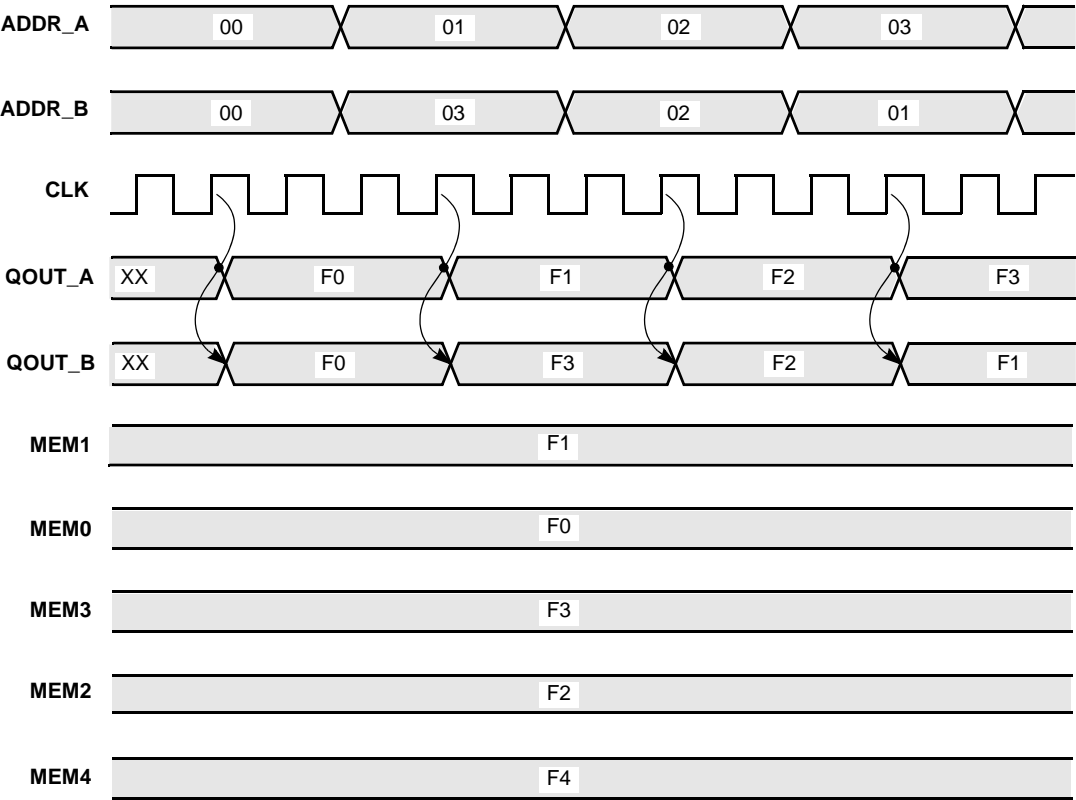 ADDR_A 00 01 02 03
ADDR_B 00 03 02 01
CLK
QOUT_A XX F0 F1 F2 F3
QOUT_B XX F0 F3 F2 F1
MEM1 F1
MEM0 F0
MEM3 F3
MEM2 F2
MEM4 F4